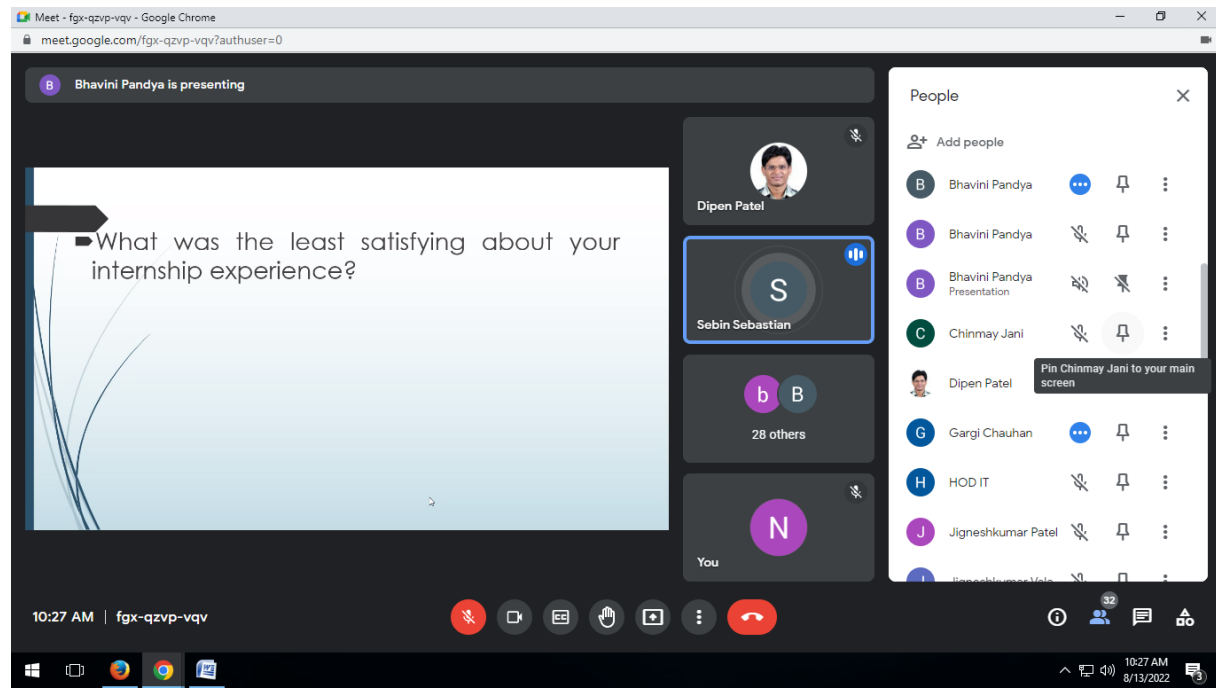 Meet - fgx-qzvp-vqv - Google Chrome
meet.google.com/fgx-qzvp-vqv?authuser=0
B Bhavini Pandya is presenting
What was the least satisfying about your
internship experience?
Dipen Patel
S
Sebin Sebastian
b B
28 others
N
You
People
Add people
B Bhavini Pandya
B Bhavini Pandya
B Bhavini Pandya
Presentation
C Chinmay Jani
Pin Chinmay Jani to your main
screen
Dipen Patel
G Gargi Chauhan
H HOD IT
J Jigneshkumar Patel
10:27 AM | fgx-qzvp-vqv
CC
32
10:27 AM
8/13/2022
3